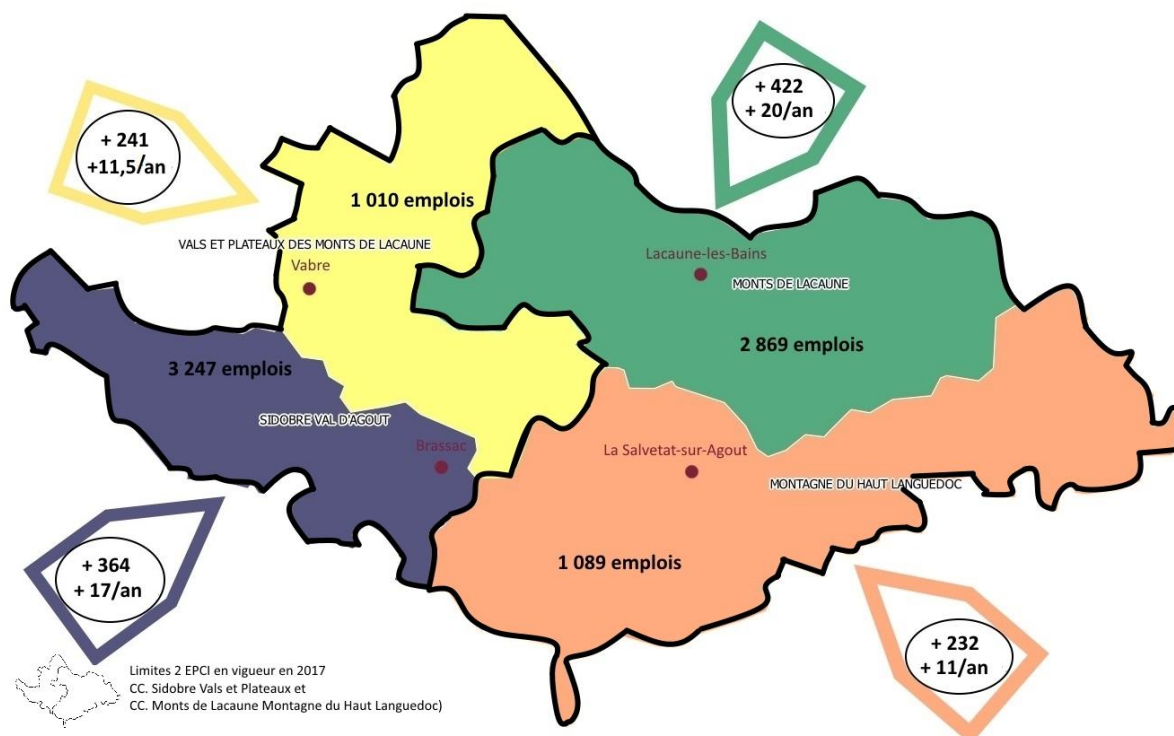 + 422
+ 20/an
+ 241
+11,5/an
1 010 emplois
VALS ET PLATEAUX DES MONTS DE LACAUNE
Vabre
Lacaune-les-Bains
MONTS DE LACAUNE
2 869 emplois
3 247 emplois
SIDOBRE VAL D'AGOUT
Brassac
La Salvetat-sur-Agout
MONTAGNE DU HAUT LANGUEDOC
1 089 emplois
+ 364
+ 17/an
+ 232
+ 11/an
Limites 2 EPCI en vigueur en 2017
CC. Sidobre Vals et Plateaux et
CC. Monts de Lacaune Montagne du Haut Languedoc)